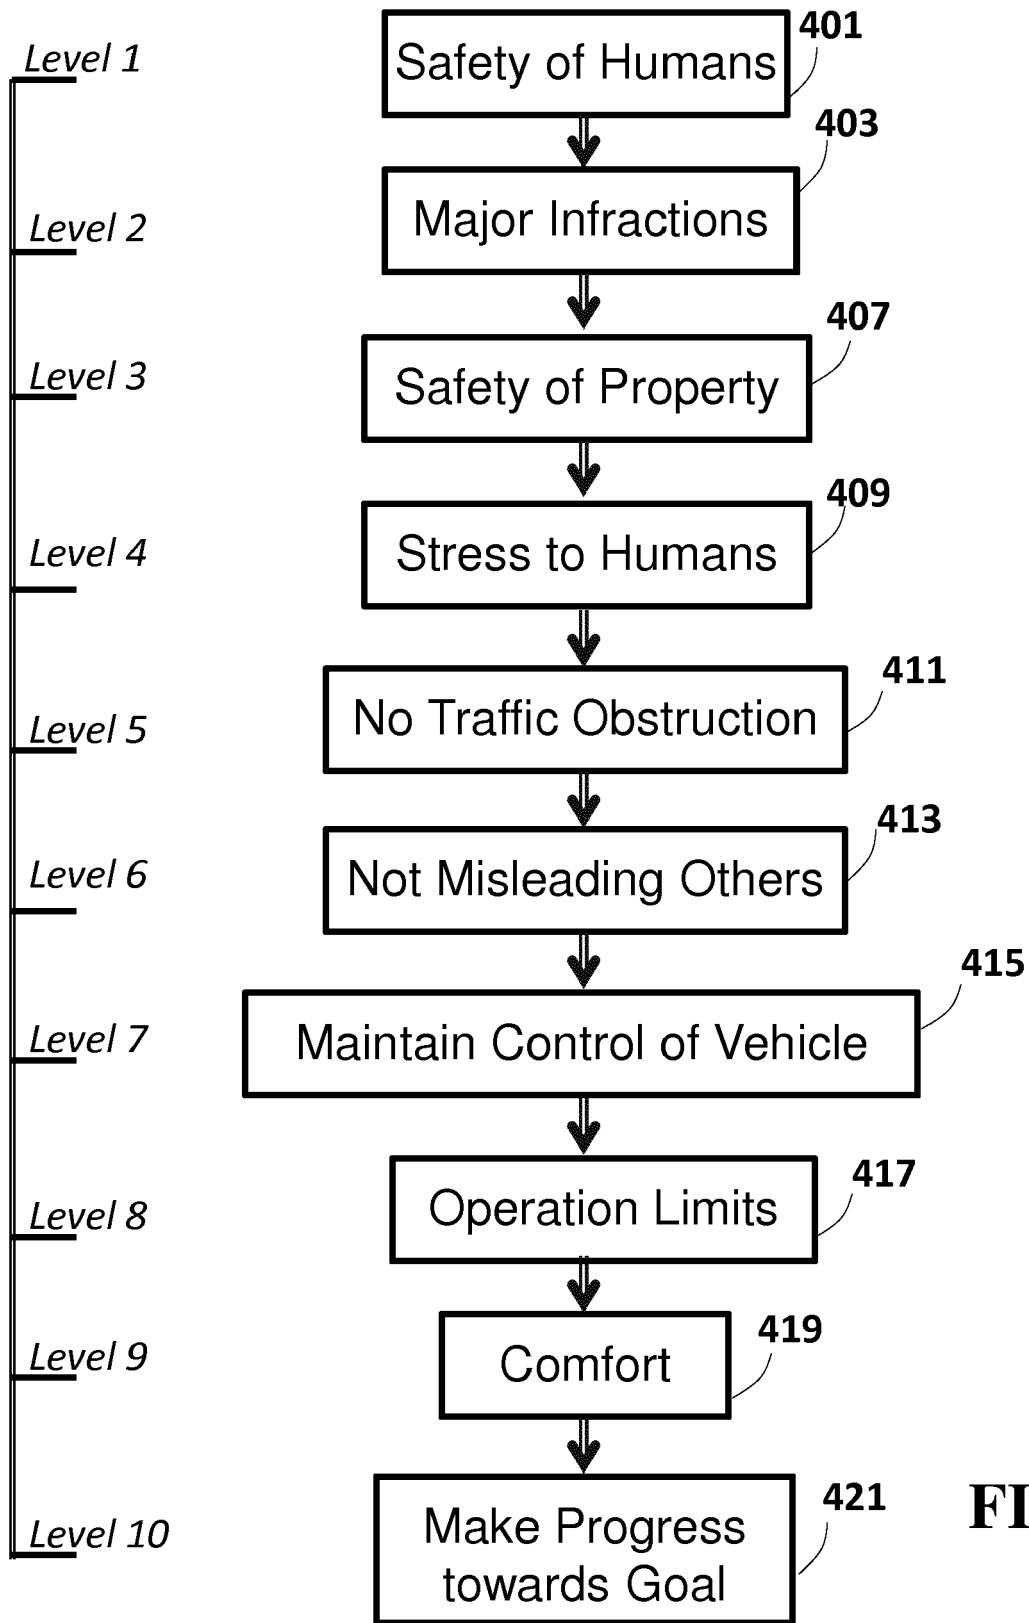 Level 1
Safety of Humans
401
403
Level 2
Major Infractions
407
Level 3
Safety of Property
409
Level 4
Stress to Humans
411
Level 5
No Traffic Obstruction
413
Level 6
Not Misleading Others
415
Level 7
Maintain Control of Vehicle
417
Level 8
Operation Limits
419
Level 9
Comfort
421
Level 10
Make Progress
towards Goal
FI